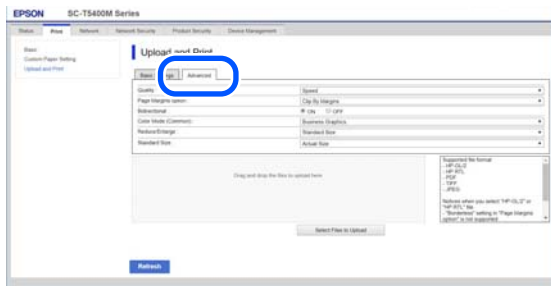 EPSON SC-T5400M Series
Status Print Network Network Security Product Security Device Management
Basic
Custom Paper Setting
Upload and Print
Upload and Print
Advanced
Quality : Speed
Page Margins option : Clip By Margins
Bidirectional : ON OFF
Color Mode (Common) : Business Graphics
Reduce/Enlarge : Standard Size
Standard Size : Actual Size
Drag and drop the files to upload here.
Supported file format
- HP-GL/2
- HP RTL
- PDF
- TIFF
- JPEG
Notices when you select "HP-GL/2" or
"HP RTL" file
- "Borderless" setting in "Page Margins
option" is not supported
Select Files to Upload
Refresh